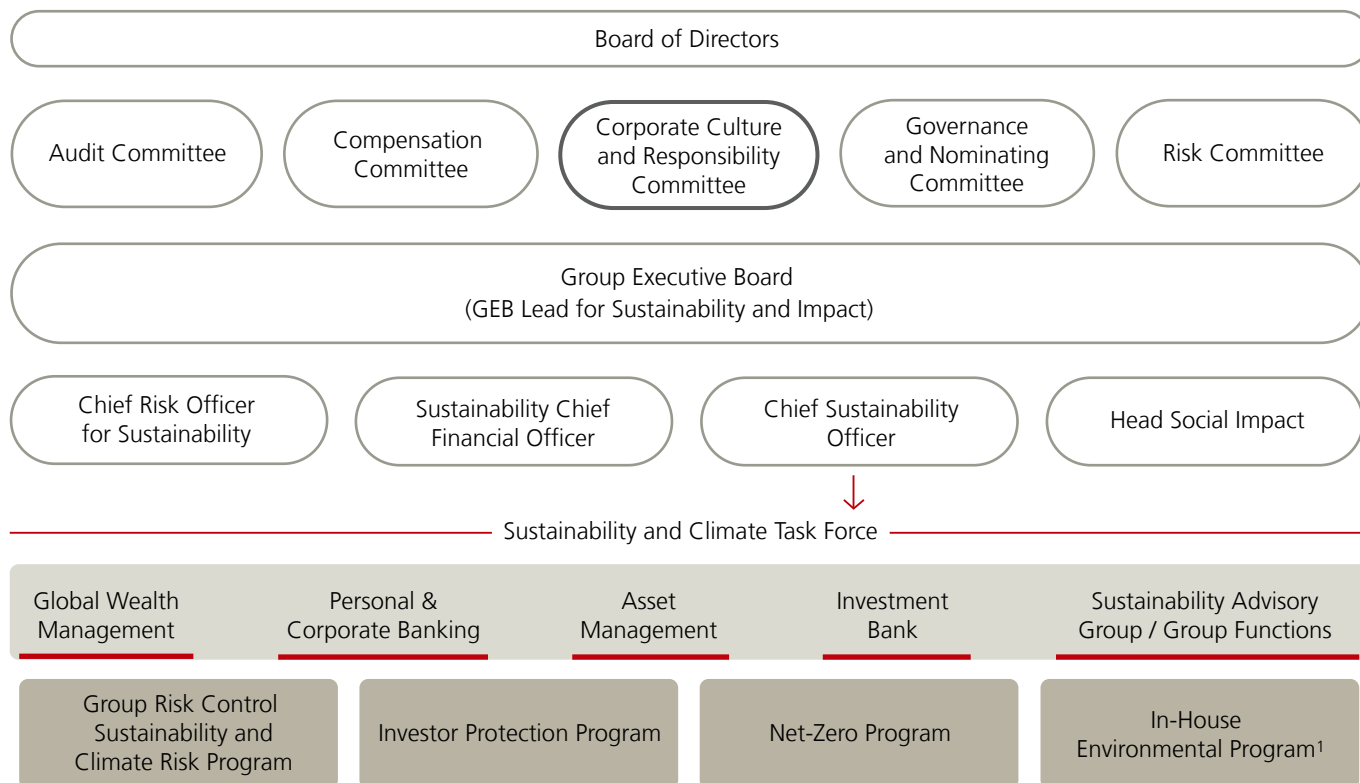 Board of Directors
Audit Committee
Compensation
Committee
Corporate Culture
and Responsibility
Committee
Governance
and Nominating
Committee
Risk Committee
Group Executive Board
(GEB Lead for Sustainability and Impact)
Chief Risk Officer
for Sustainability
Sustainability Chief
Financial Officer
Chief Sustainability
Officer
Head Social Impact
Sustainability and Climate Task Force
Global Wealth
Management
Personal &
Corporate Banking
Asset
Management
Investment
Bank
Sustainability Advisory
Group / Group Functions
Group Risk Control
Sustainability and
Climate Risk Program
Investor Protection Program
Net-Zero Program
In-House
Environmental Program¹